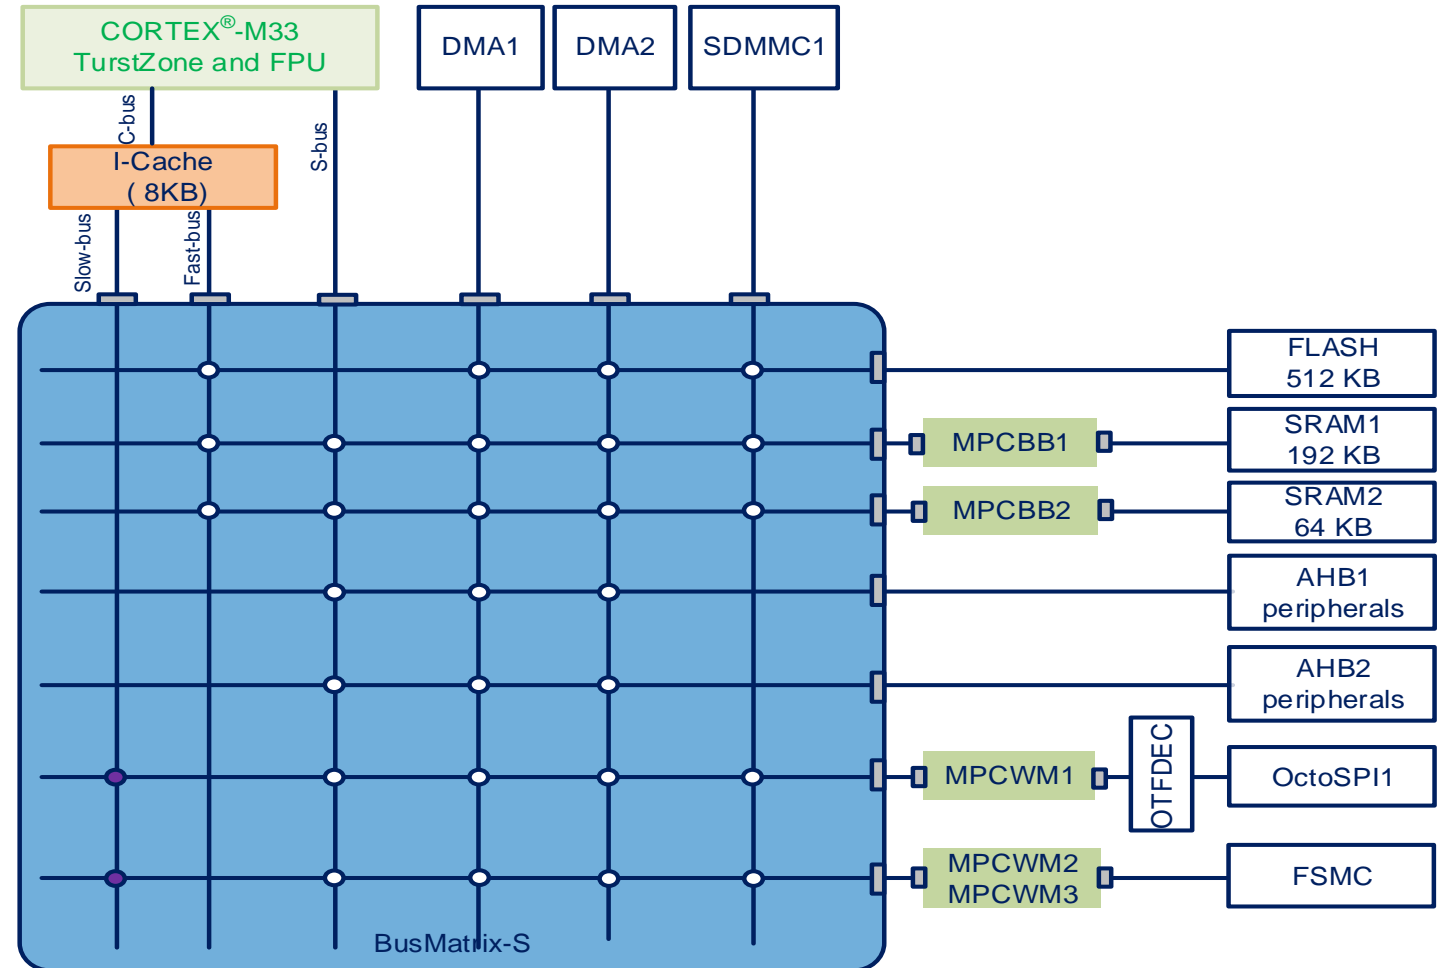 CORTEX®-M33
TurstZone and FPU
DMA1
DMA2
SDMMC1
C-bus
S-bus
I-Cache
( 8KB)
Slow-bus
Fast-bus
FLASH
512 KB
MPCBB1
SRAM1
192 KB
MPCBB2
SRAM2
64 KB
AHB1
peripherals
AHB2
peripherals
MPCWM1
OTFDEC
OctoSPI1
MPCWM2
MPCWM3
FSMC
BusMatrix-S